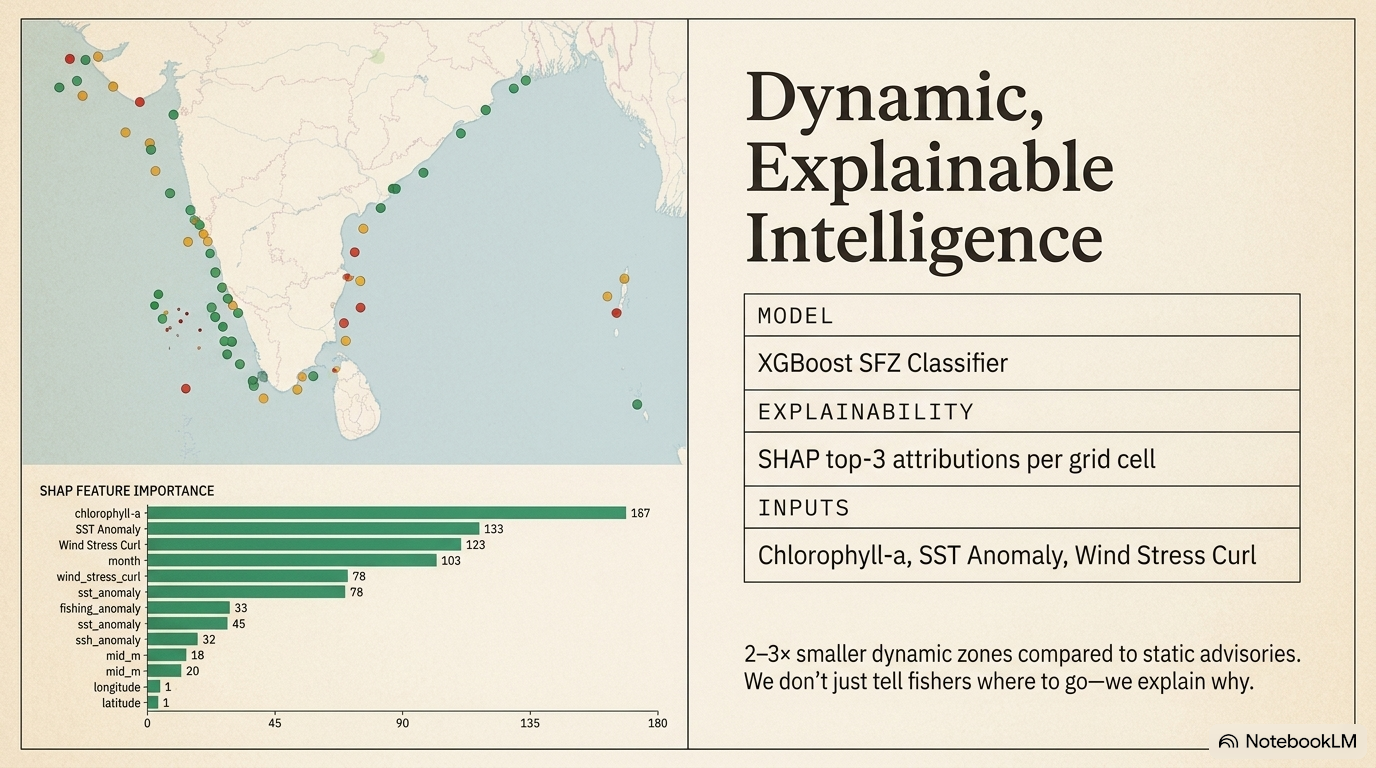 SHAP FEATURE IMPORTANCE
chlorophyll-a 187
SST Anomaly 133
Wind Stress Curl 123
month 103
wind_stress_curl 78
sst_anomaly 78
fishing_anomaly 33
sst_anomaly 45
ssh_anomaly 32
mid_m 18
mid_m 20
longitude 1
latitude 1
0 45 90 135 180
Dynamic,
Explainable
Intelligence
MODEL
XGBoost SFZ Classifier
EXPLAINABILITY
SHAP top-3 attributions per grid cell
INPUTS
Chlorophyll-a, SST Anomaly, Wind Stress Curl
2–3× smaller dynamic zones compared to static advisories.
We don’t just tell fishers where to go—we explain why.
NotebookLM